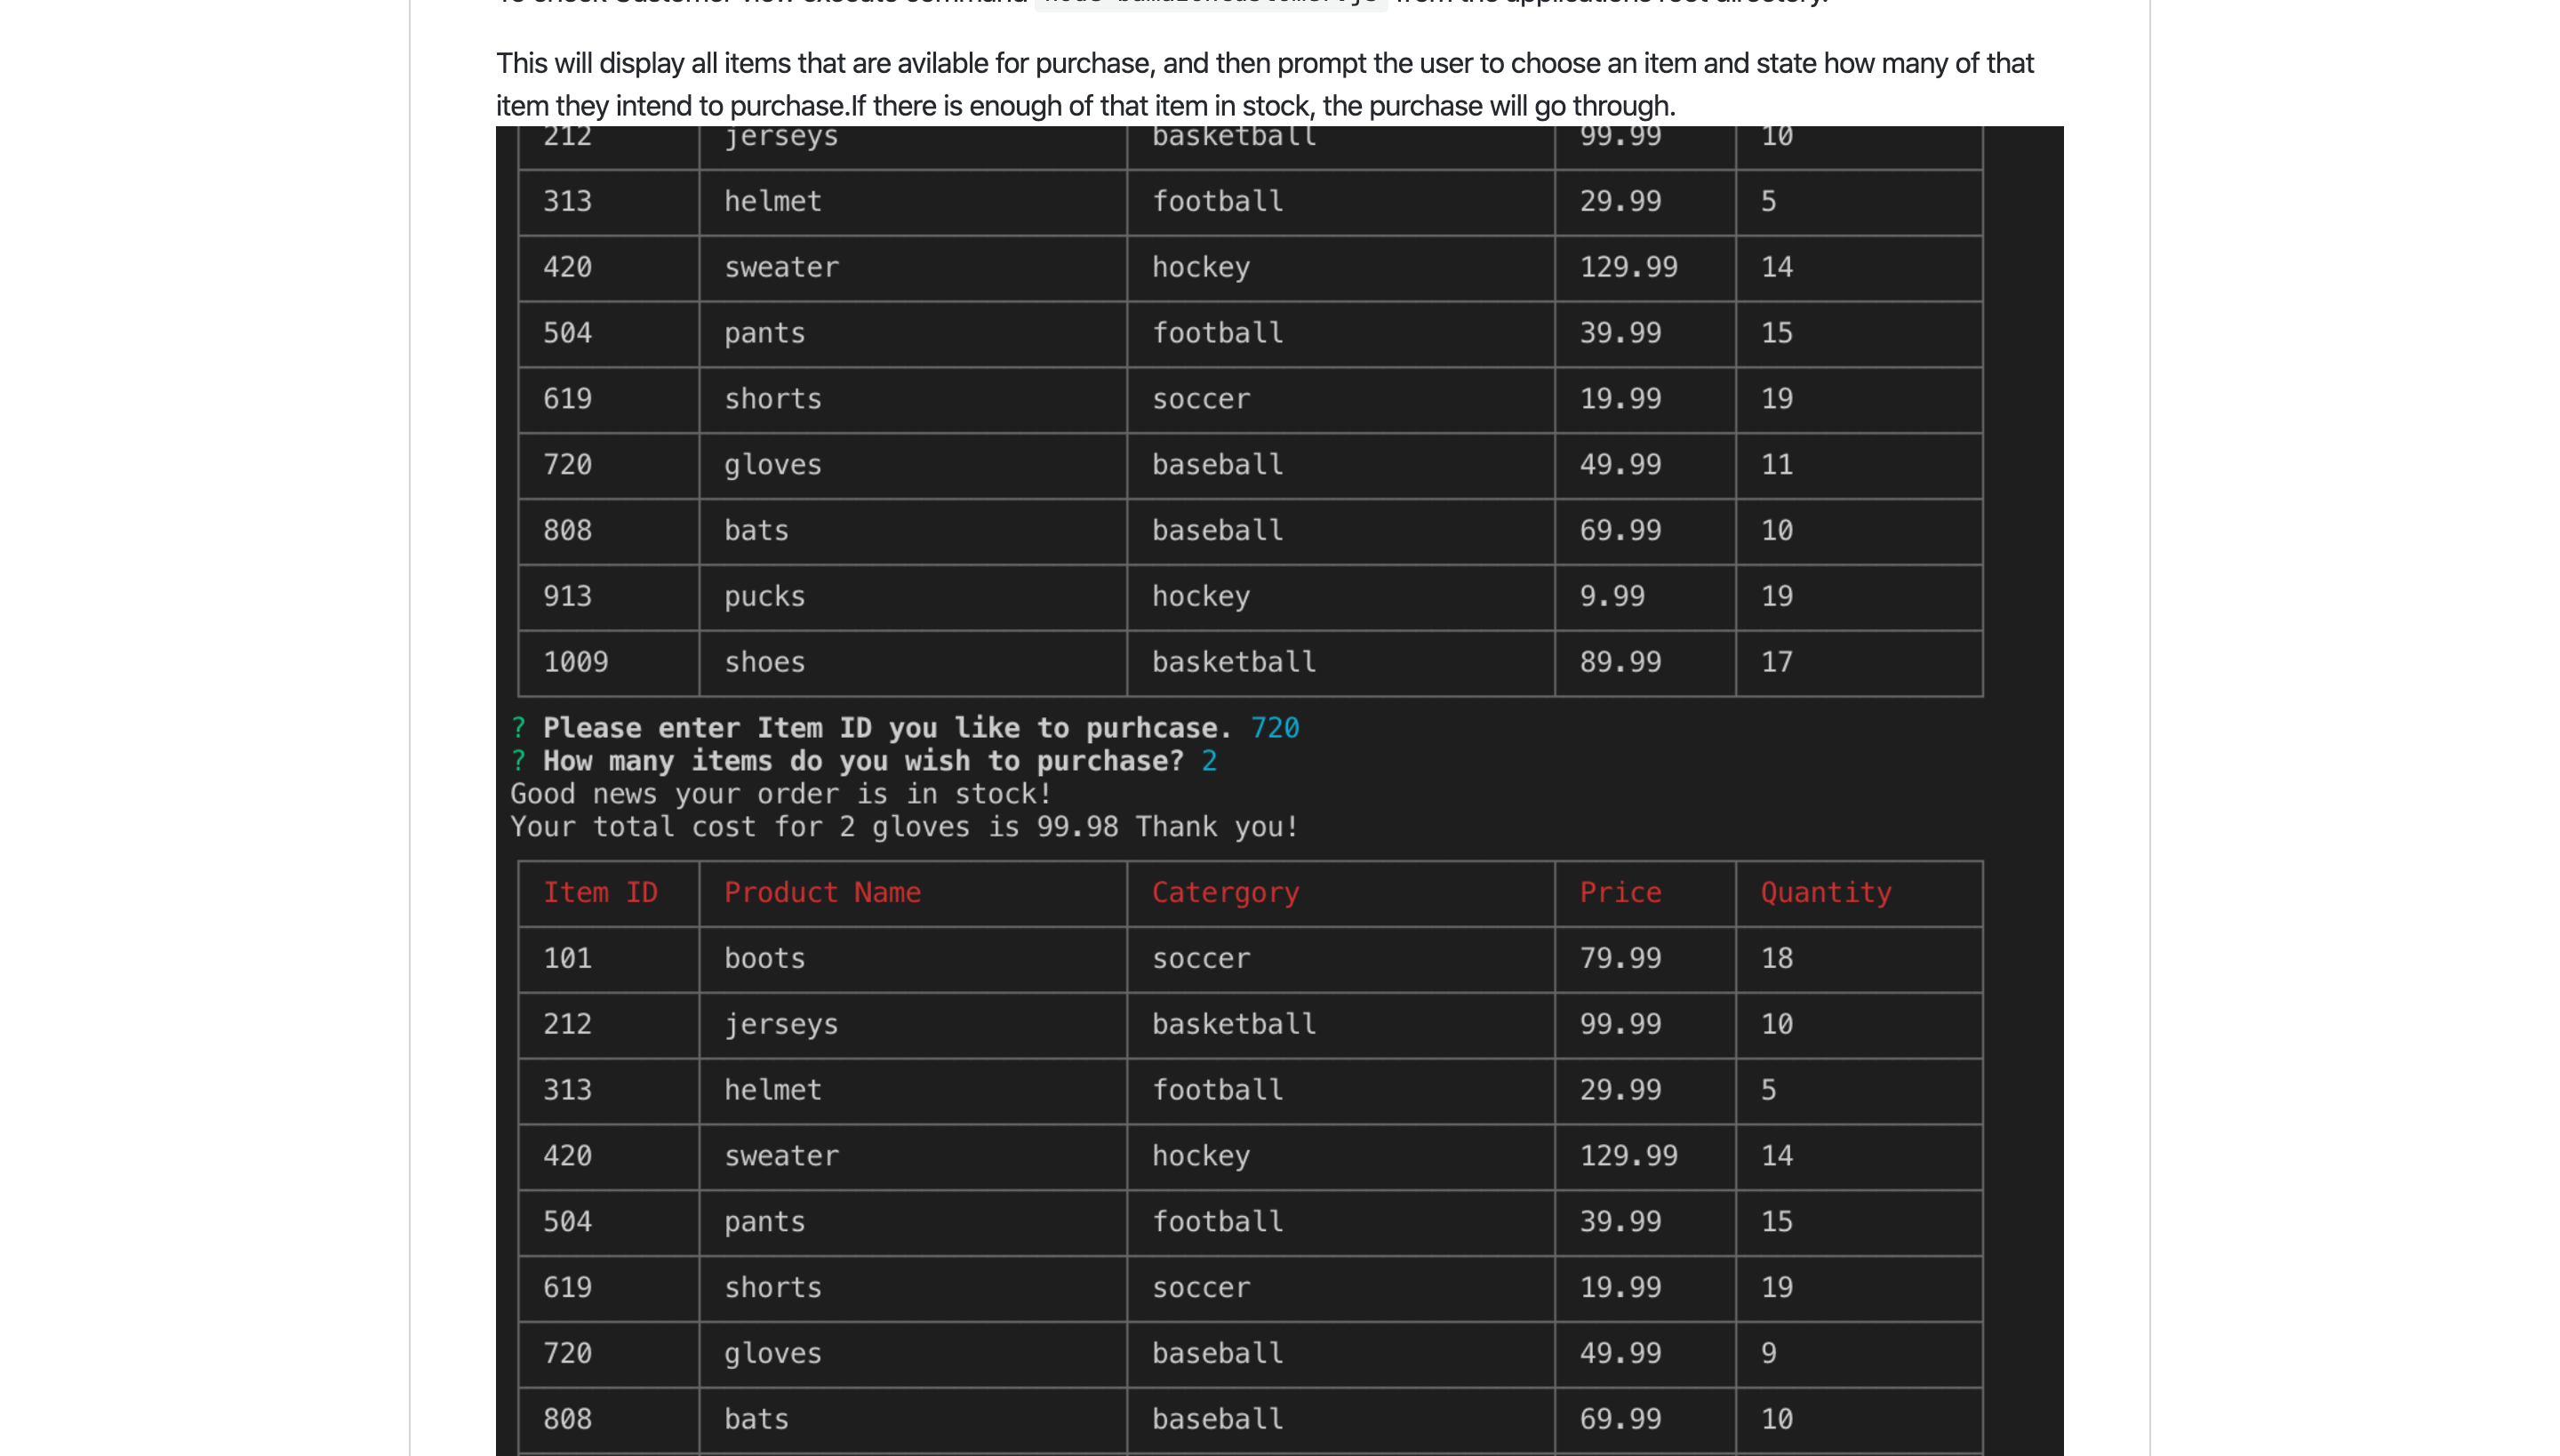 This will display all items that are avilable for purchase, and then prompt the user to choose an item and state how many of that
item they intend to purchase.If there is enough of that item in stock, the purchase will go through.
212 jerseys basketball 99.99 10
313 helmet football 29.99 5
420 sweater hockey 129.99 14
504 pants football 39.99 15
619 shorts soccer 19.99 19
720 gloves baseball 49.99 11
808 bats baseball 69.99 10
913 pucks hockey 9.99 19
1009 shoes basketball 89.99 17
? Please enter Item ID you like to purhcase. 720
? How many items do you wish to purchase? 2
Good news your order is in stock!
Your total cost for 2 gloves is 99.98 Thank you!
Item ID Product Name Catergory Price Quantity
101 boots soccer 79.99 18
212 jerseys basketball 99.99 10
313 helmet football 29.99 5
420 sweater hockey 129.99 14
504 pants football 39.99 15
619 shorts soccer 19.99 19
720 gloves baseball 49.99 9
808 bats baseball 69.99 10